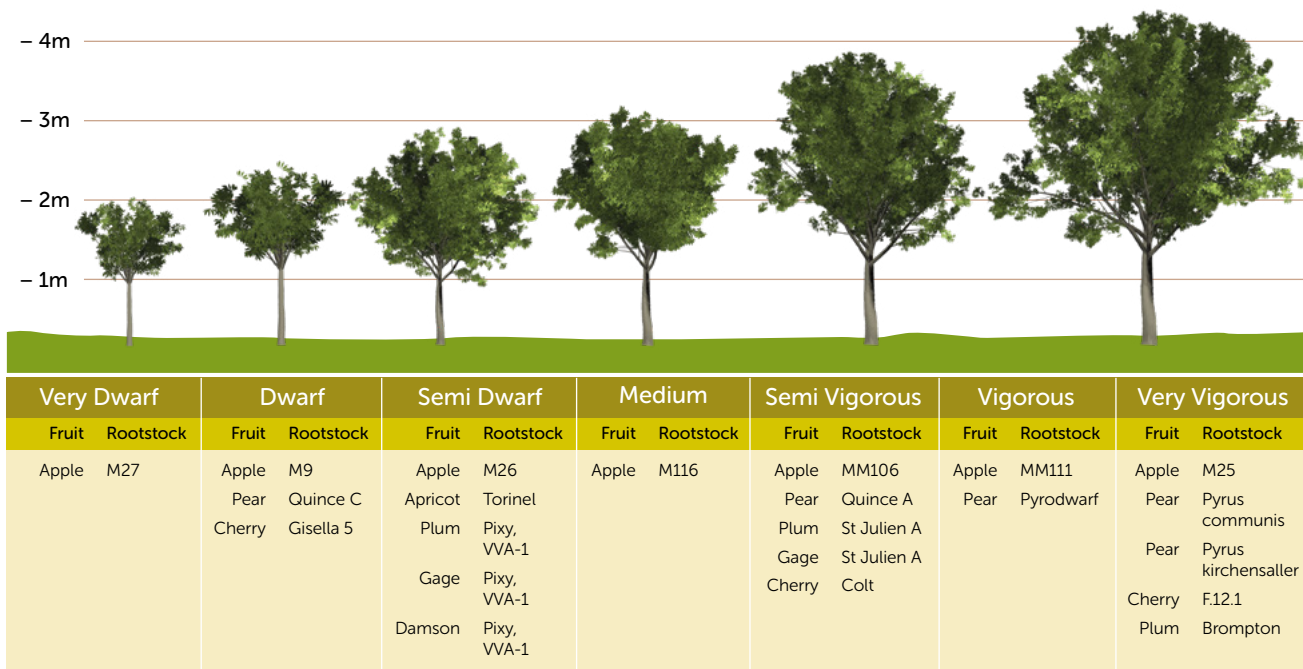 – 4m
– 3m
– 2m
– 1m
Very Dwarf
Fruit Rootstock
Apple M27
Dwarf
Fruit Rootstock
Apple M9
Pear Quince C
Cherry Gisella 5
Semi Dwarf
Fruit Rootstock
Apple M26
Apricot Torinel
Plum Pixy,
VVA-1
Gage Pixy,
VVA-1
Damson Pixy,
VVA-1
Medium
Fruit Rootstock
Apple M116
Semi Vigorous
Fruit Rootstock
Apple MM106
Pear Quince A
Plum St Julien A
Gage St Julien A
Cherry Colt
Vigorous
Fruit Rootstock
Apple MM111
Pear Pyrodwarf
Very Vigorous
Fruit Rootstock
Apple M25
Pear Pyrus
communis
Pear Pyrus
kirchensaller
Cherry F.12.1
Plum Brompton